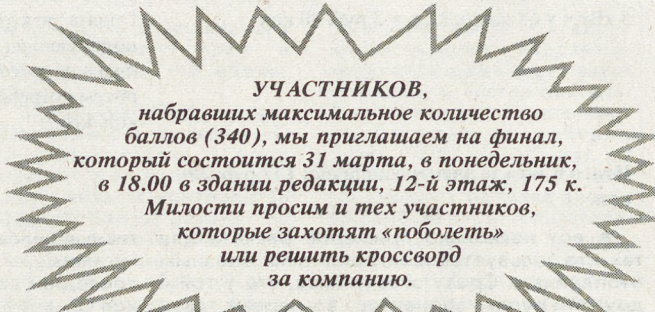 УЧАСТНИКОВ,
набравших максимальное количество
баллов (340), мы приглашаем на финал,
который состоится 31 марта, в понедельник,
в 18.00 в здании редакции, 12-й этаж, 175 к.
Милости просим и тех участников,
которые захотят «поболеть»
или решить кроссворд
за компанию.